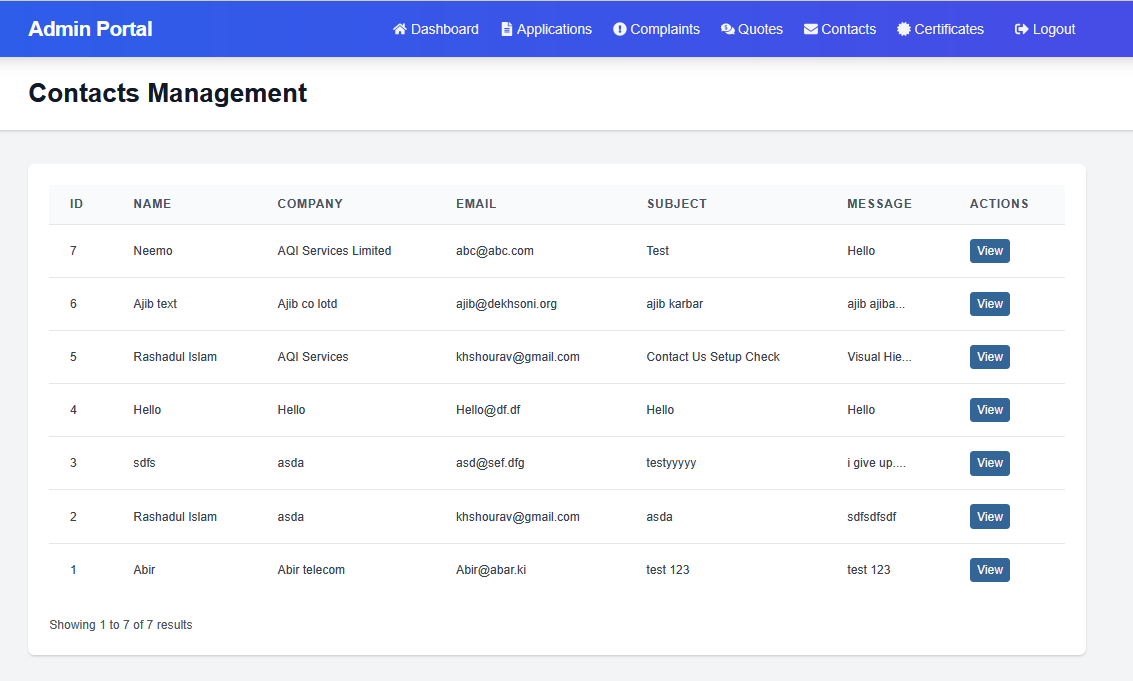 Admin Portal Dashboard Applications Complaints Quotes Contacts Certificates Logout
Contacts Management
ID NAME COMPANY EMAIL SUBJECT MESSAGE ACTIONS
7 Neemo AQI Services Limited abc@abc.com Test Hello View
6 Ajib text Ajib co lotd ajib@dekhsoni.org ajib karbar ajib ajiba... View
5 Rashadul Islam AQI Services khshourav@gmail.com Contact Us Setup Check Visual Hie... View
4 Hello Hello Hello@df.df Hello Hello View
3 sdfs asda asd@sef.dfg testyyyyy i give up.... View
2 Rashadul Islam asda khshourav@gmail.com asda sdfsdfsdf View
1 Abir Abir telecom Abir@abar.ki test 123 test 123 View
Showing 1 to 7 of 7 results